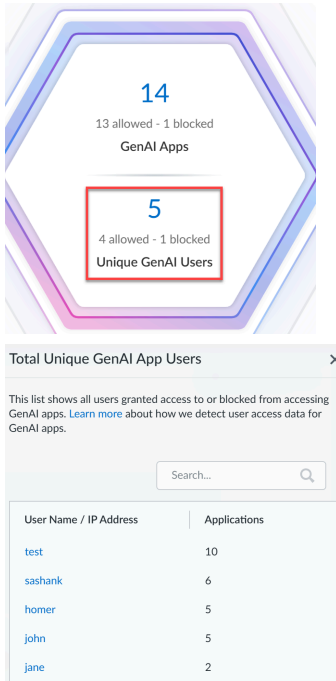 14
13 allowed - 1 blocked
GenAI Apps
5
4 allowed - 1 blocked
Unique GenAI Users
Total Unique GenAI App Users
This list shows all users granted access to or blocked from accessing
GenAI apps. Learn more about how we detect user access data for
GenAI apps.
Search...
User Name / IP Address Applications
test 10
sashank 6
homer 5
john 5
jane 2